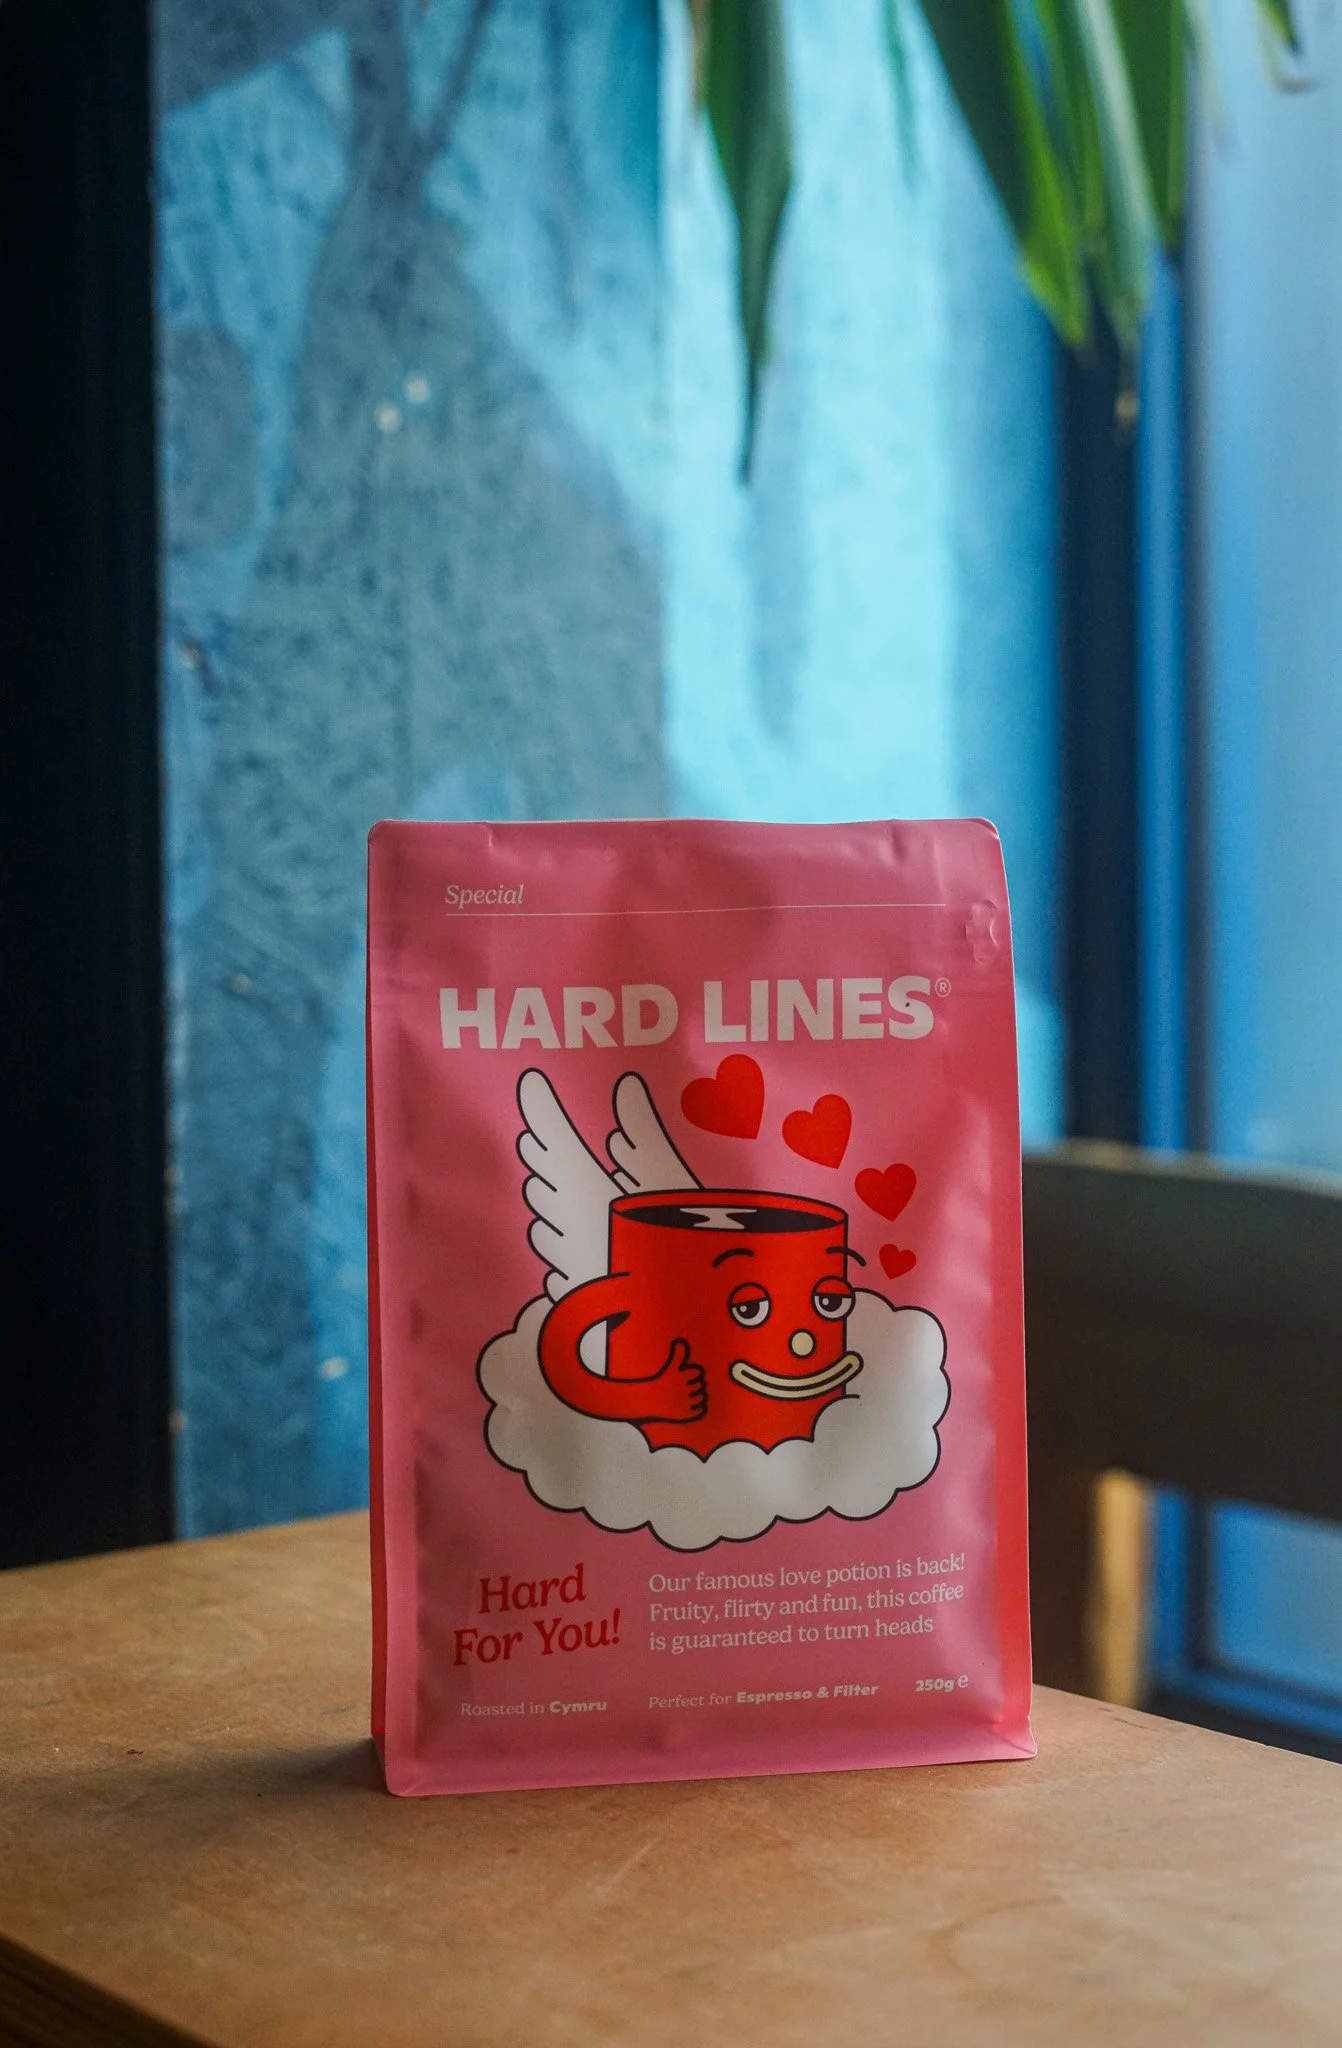 Special
HARD LINES®
Hard
For You!
Our famous love potion is back!
Fruity, flirty and fun, this coffee
is guaranteed to turn heads
Roasted in Cymru
Perfect for Espresso & Filter
250g ℮